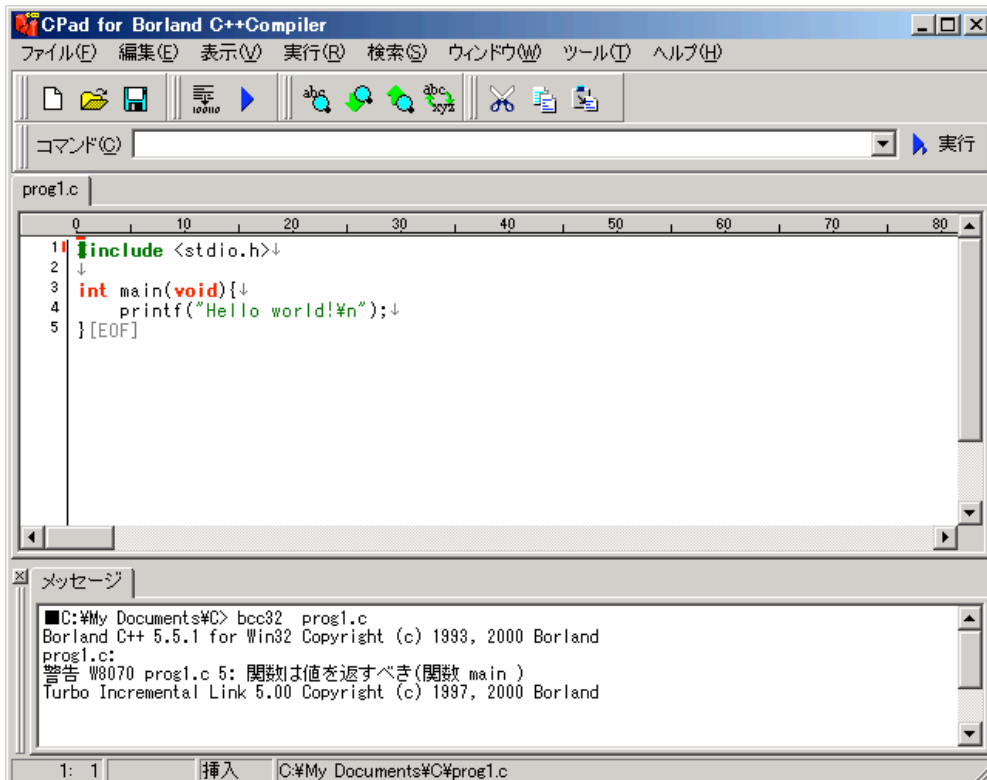 CPad for Borland C++Compiler
ファイル(F) 編集(E) 表示(V) 実行(R) 検索(S) ウィンドウ(W) ツール(T) ヘルプ(H)
100110 abc abc xyz
コマンド(C) 実行
prog1.c
0 10 20 30 40 50 60 70 80
1 #include <stdio.h>↓
2 ↓
3 int main(void){↓
4 printf("Hello world!¥n");↓
5 }[EOF]
メッセージ
■C:¥My Documents¥C> bcc32 prog1.c
Borland C++ 5.5.1 for Win32 Copyright (c) 1993, 2000 Borland
prog1.c:
警告 W8070 prog1.c 5: 関数は値を返すべき(関数 main )
Turbo Incremental Link 5.00 Copyright (c) 1997, 2000 Borland
1: 1 挿入 C:¥My Documents¥C¥prog1.c